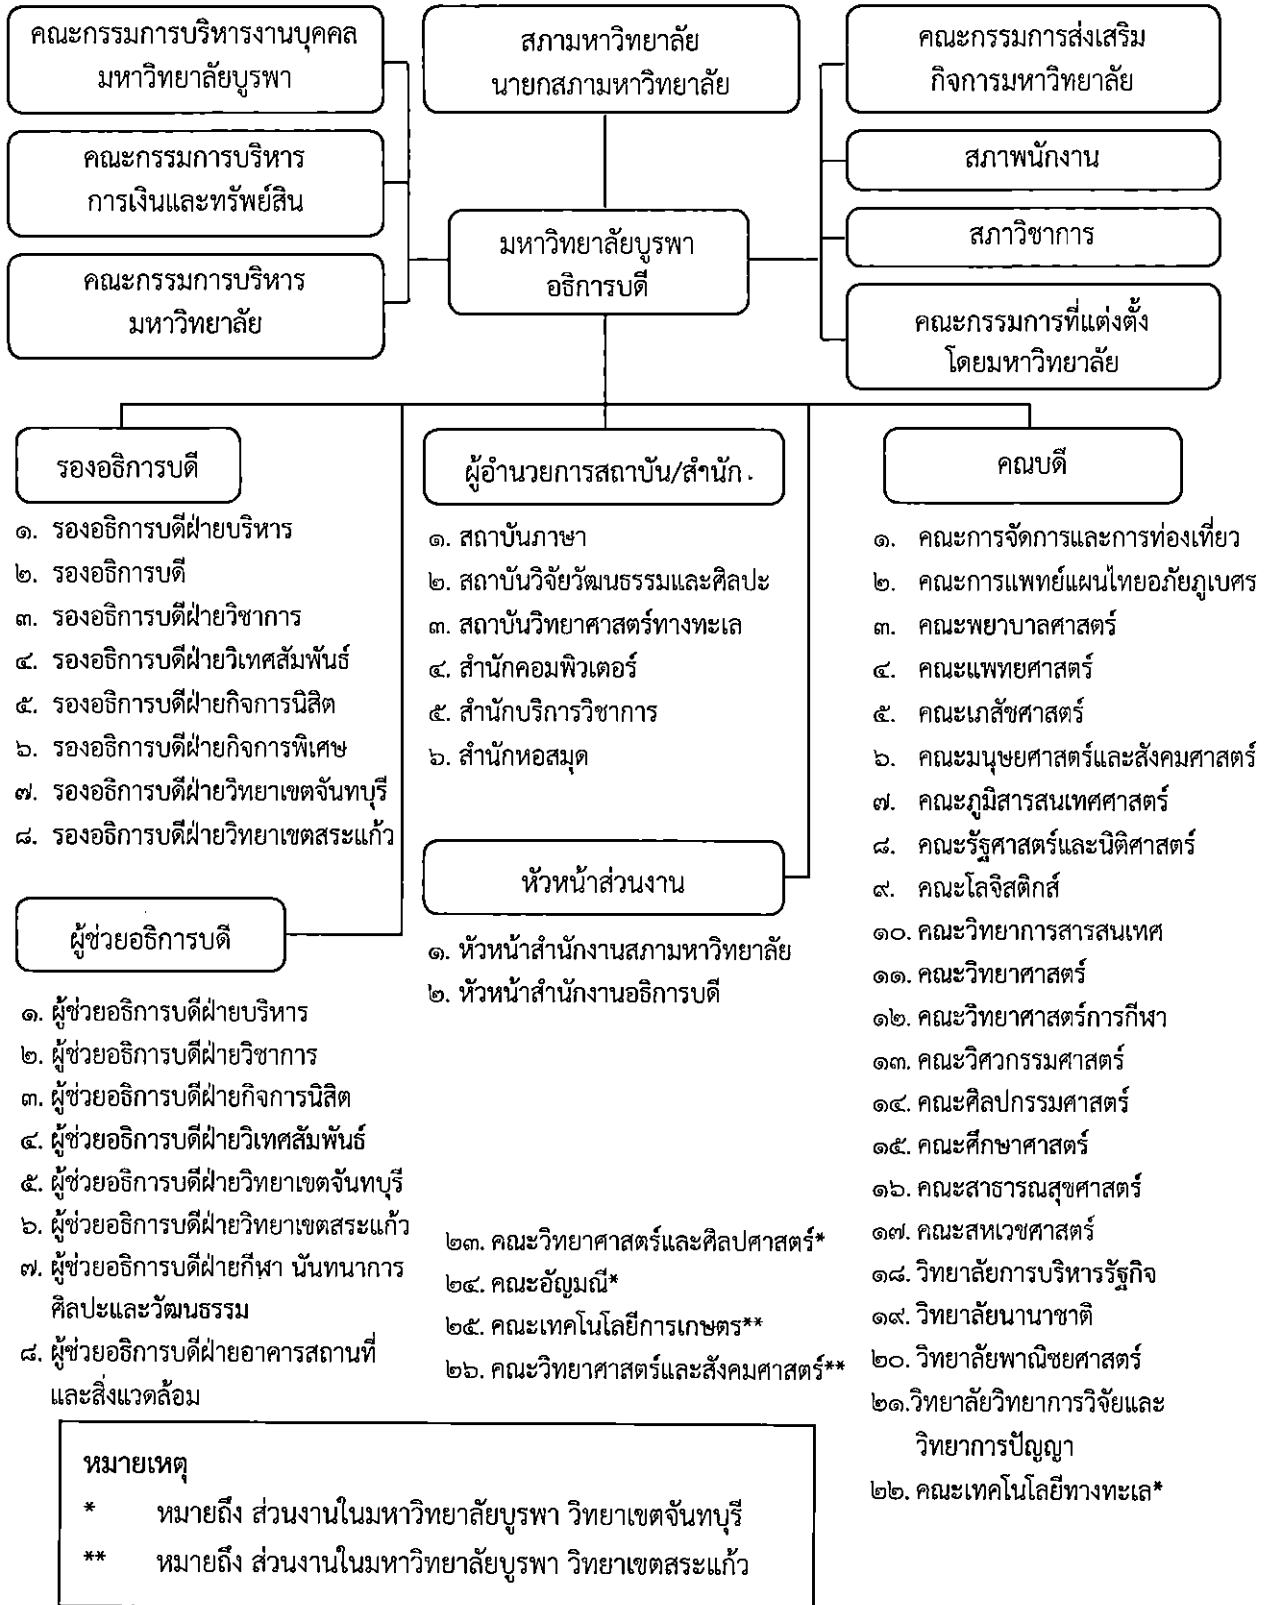 คณะกรรมการบริหารงานบุคคล
มหาวิทยาลัยบูรพา
สภามหาวิทยาลัย
นายกสภามหาวิทยาลัย
คณะกรรมการส่งเสริม
กิจการมหาวิทยาลัย
คณะกรรมการบริหาร
การเงินและทรัพย์สิน
สภาพนักงาน
มหาวิทยาลัยบูรพา
อธิการบดี
สภาวิชาการ
คณะกรรมการบริหาร
มหาวิทยาลัย
คณะกรรมการที่แต่งตั้ง
โดยมหาวิทยาลัย
รองอธิการบดี
๑. รองอธิการบดีฝ่ายบริหาร
๒. รองอธิการบดี
๓. รองอธิการบดีฝ่ายวิชาการ
๔. รองอธิการบดีฝ่ายวิเทศสัมพันธ์
๕. รองอธิการบดีฝ่ายกิจการนิสิต
๖. รองอธิการบดีฝ่ายกิจการพิเศษ
๗. รองอธิการบดีฝ่ายวิทยาเขตจันทบุรี
๘. รองอธิการบดีฝ่ายวิทยาเขตสระแก้ว
ผู้ช่วยอธิการบดี
๑. ผู้ช่วยอธิการบดีฝ่ายบริหาร
๒. ผู้ช่วยอธิการบดีฝ่ายวิชาการ
๓. ผู้ช่วยอธิการบดีฝ่ายกิจการนิสิต
๔. ผู้ช่วยอธิการบดีฝ่ายวิเทศสัมพันธ์
๕. ผู้ช่วยอธิการบดีฝ่ายวิทยาเขตจันทบุรี
๖. ผู้ช่วยอธิการบดีฝ่ายวิทยาเขตสระแก้ว
๗. ผู้ช่วยอธิการบดีฝ่ายกีฬา นันทนาการ
ศิลปะและวัฒนธรรม
๘. ผู้ช่วยอธิการบดีฝ่ายอาคารสถานที่
และสิ่งแวดล้อม
ผู้อำนวยการสถาบัน/สำนัก
๑. สถาบันภาษา
๒. สถาบันวิจัยวัฒนธรรมและศิลปะ
๓. สถาบันวิทยาศาสตร์ทางทะเล
๔. สำนักคอมพิวเตอร์
๕. สำนักบริการวิชาการ
๖. สำนักหอสมุด
หัวหน้าส่วนงาน
๑. หัวหน้าสำนักงานสภามหาวิทยาลัย
๒. หัวหน้าสำนักงานอธิการบดี
คณบดี
๑. คณะการจัดการและการท่องเที่ยว
๒. คณะการแพทย์แผนไทยอภัยภูเบศร
๓. คณะพยาบาลศาสตร์
๔. คณะแพทยศาสตร์
๕. คณะเภสัชศาสตร์
๖. คณะมนุษยศาสตร์และสังคมศาสตร์
๗. คณะภูมิสารสนเทศศาสตร์
๘. คณะรัฐศาสตร์และนิติศาสตร์
๙. คณะโลจิสติกส์
๑๐. คณะวิทยาการสารสนเทศ
๑๑. คณะวิทยาศาสตร์
๑๒. คณะวิทยาศาสตร์การกีฬา
๑๓. คณะวิศวกรรมศาสตร์
๑๔. คณะศิลปกรรมศาสตร์
๑๕. คณะศึกษาศาสตร์
๑๖. คณะสาธารณสุขศาสตร์
๑๗. คณะสหเวชศาสตร์
๑๘. วิทยาลัยการบริหารรัฐกิจ
๑๙. วิทยาลัยนานาชาติ
๒๐. วิทยาลัยพาณิชยศาสตร์
๒๑.วิทยาลัยวิทยาการวิจัยและ
วิทยาการปัญญา
๒๒. คณะเทคโนโลยีทางทะเล*
๒๓. คณะวิทยาศาสตร์และศิลปศาสตร์*
๒๔. คณะอัญมณี*
๒๕. คณะเทคโนโลยีการเกษตร**
๒๖. คณะวิทยาศาสตร์และสังคมศาสตร์**
หมายเหตุ
* หมายถึง ส่วนงานในมหาวิทยาลัยบูรพา วิทยาเขตจันทบุรี
** หมายถึง ส่วนงานในมหาวิทยาลัยบูรพา วิทยาเขตสระแก้ว